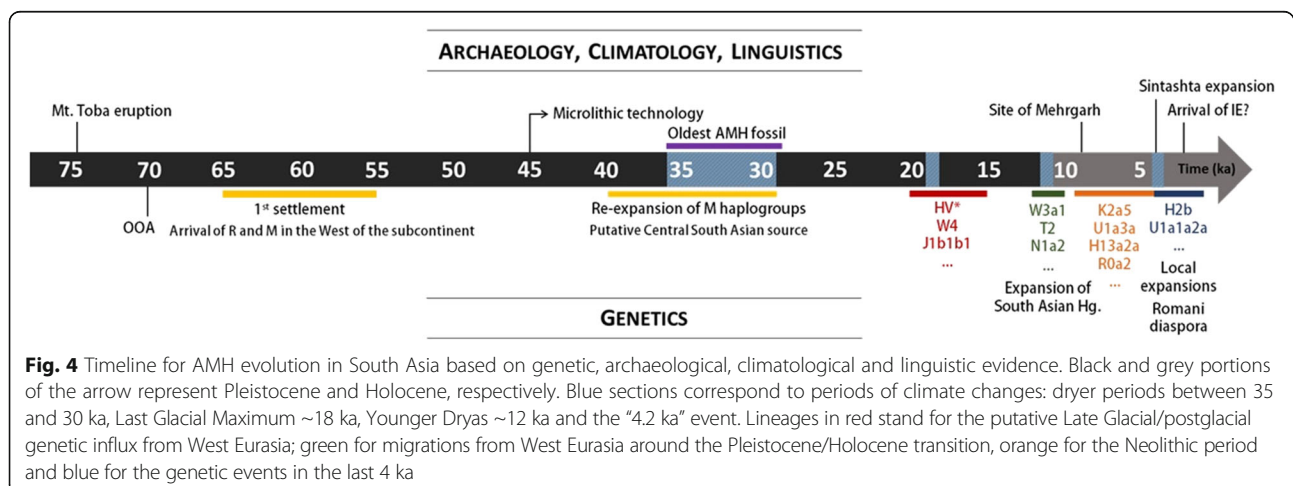 ARCHAEOLOGY, CLIMATOLOGY, LINGUISTICS
Sintashta expansion
Mt. Toba eruption
Microlithic technology
Site of Mehrgarh
Arrival of IE?
Oldest AMH fossil
75 70 65 60 55 50 45 40 35 30 25 20 15 10 5 Time (ka)
OOA
1st settlement
Arrival of R and M in the West of the subcontinent
Re-expansion of M haplogroups
Putative Central South Asian source
HV*
W4
J1b1b1
...
W3a1
T2
N1a2
...
Expansion of
South Asian Hg.
K2a5
U1a3a
H13a2a
R0a2
...
H2b
U1a1a2a
...
Local
expansions
Romani
diaspora
GENETICS
Fig. 4 Timeline for AMH evolution in South Asia based on genetic, archaeological, climatological and linguistic evidence. Black and grey portions
of the arrow represent Pleistocene and Holocene, respectively. Blue sections correspond to periods of climate changes: dryer periods between 35
and 30 ka, Last Glacial Maximum ~18 ka, Younger Dryas ~12 ka and the “4.2 ka” event. Lineages in red stand for the putative Late Glacial/postglacial
genetic influx from West Eurasia; green for migrations from West Eurasia around the Pleistocene/Holocene transition, orange for the Neolithic period
and blue for the genetic events in the last 4 ka